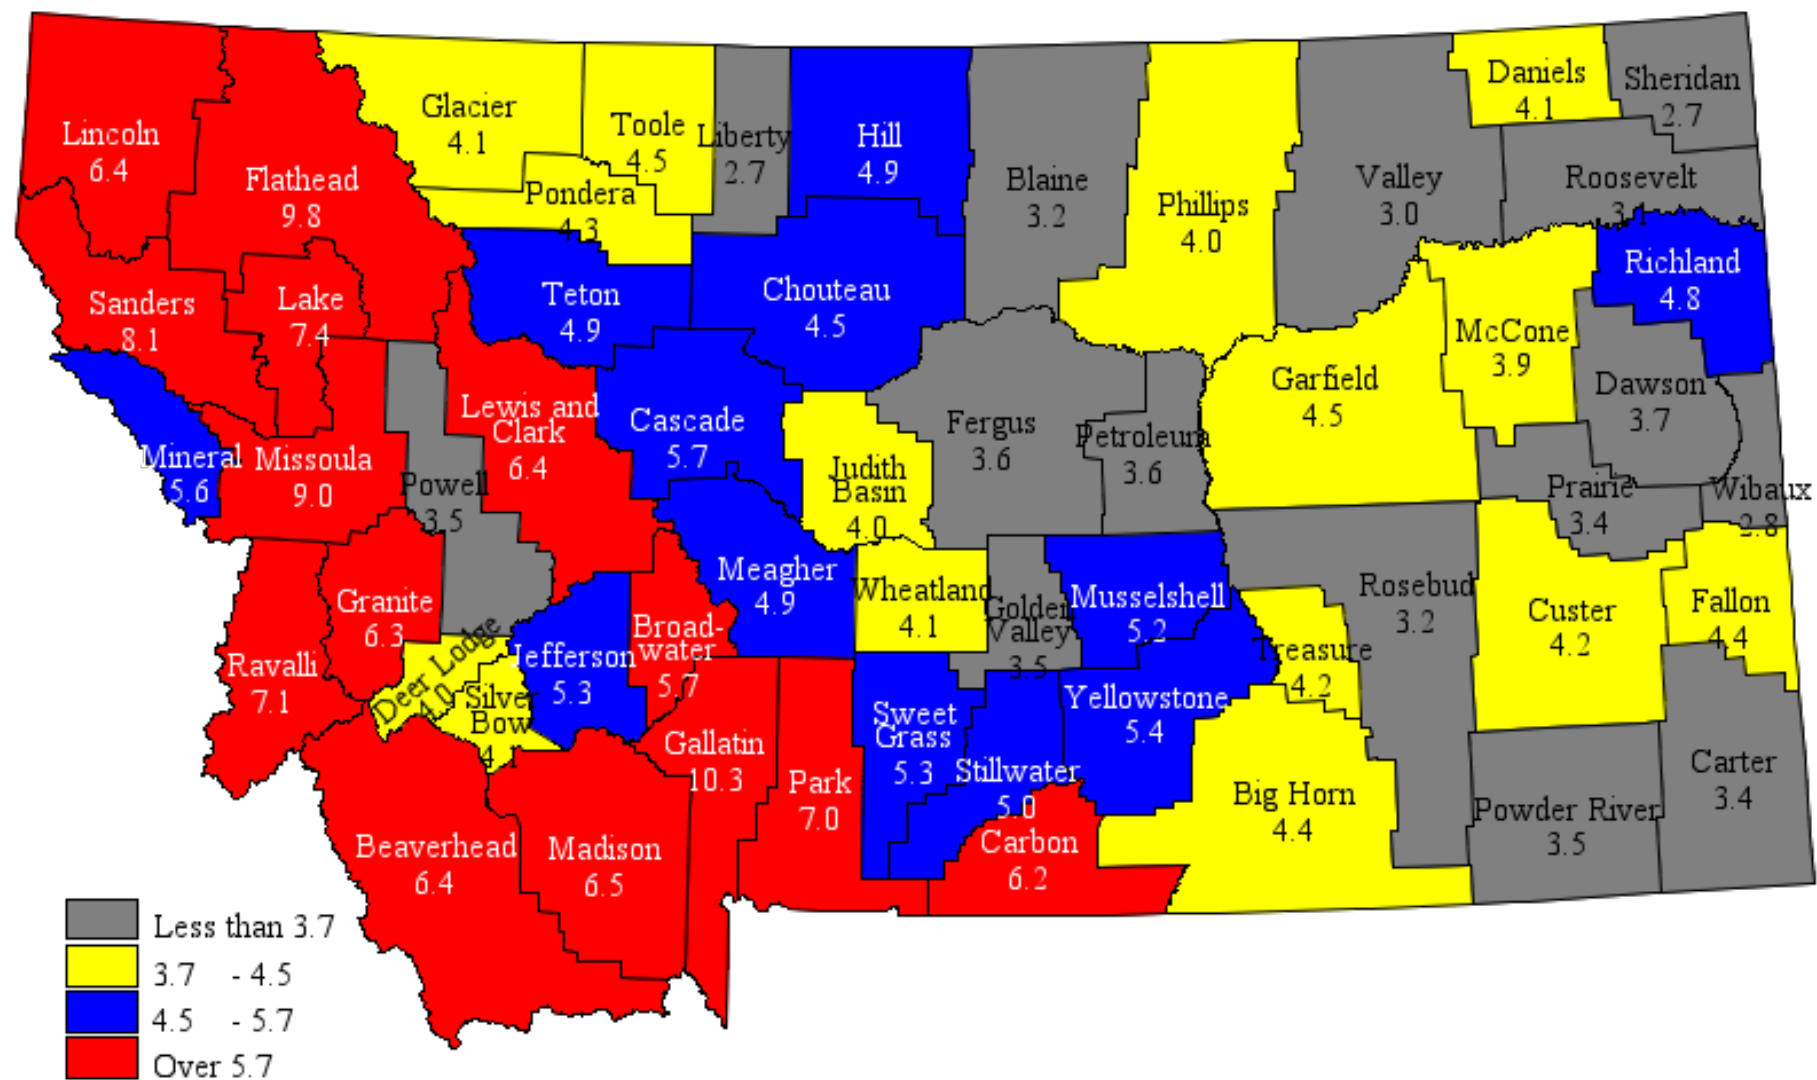 Lincoln
6.4
Flathead
9.8
Glacier
4.1
Toole
4.5
Liberty
2.7
Hill
4.9
Blaine
3.2
Phillips
4.0
Valley
3.0
Daniels
4.1
Sheridan
2.7
Roosevelt
3.1
Pondera
4.3
Sanders
8.1
Lake
7.4
Teton
4.9
Chouteau
4.5
Richland
4.8
McCone
3.9
Garfield
4.5
Dawson
3.7
Mineral
5.6
Missoula
9.0
Powell
3.5
Lewis and
Clark
6.4
Cascade
5.7
Judith
Basin
4.0
Fergus
3.6
Petroleum
3.6
Prairie
3.4
Wibaux
2.8
Granite
6.3
Ravalli
7.1
Deer Lodge
4.0
Silver
Bow
Jefferson
5.3
Broad-
water
5.7
Meagher
4.9
Wheatland
4.1
Golden
Valley
3.5
Musselshell
5.2
Treasure
4.2
Rosebud
3.2
Custer
4.2
Fallon
4.4
Gallatin
10.3
Park
7.0
Sweet
Grass
5.3
Stillwater
5.0
Yellowstone
5.4
Big Horn
4.4
Powder River
3.5
Carter
3.4
Beaverhead
6.4
Madison
6.5
Carbon
6.2
Less than 3.7
3.7 - 4.5
4.5 - 5.7
Over 5.7